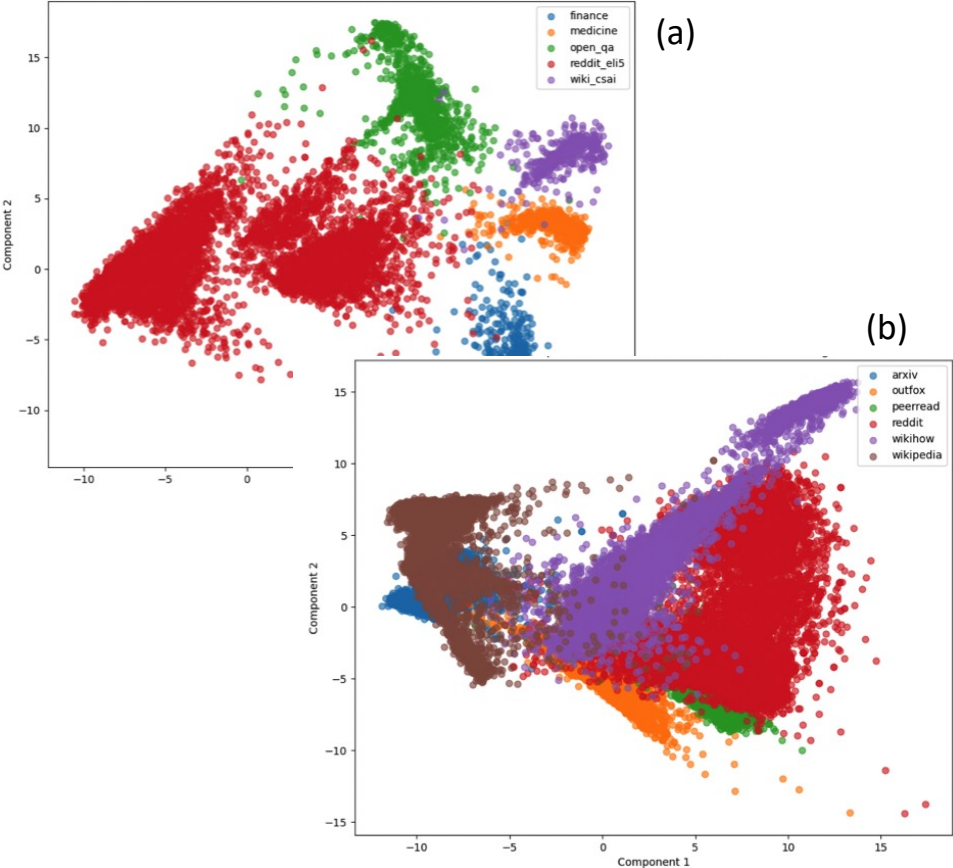 (a)
finance
medicine
open_qa
reddit_eli5
wiki_csai
15
10
5
0
−5
−10
Component 2
−10
−5
0
(b)
arxiv
outfox
peerread
reddit
wikihow
wikipedia
15
10
5
0
−5
−10
−15
Component 2
−10
−5
0
5
10
15
Component 1